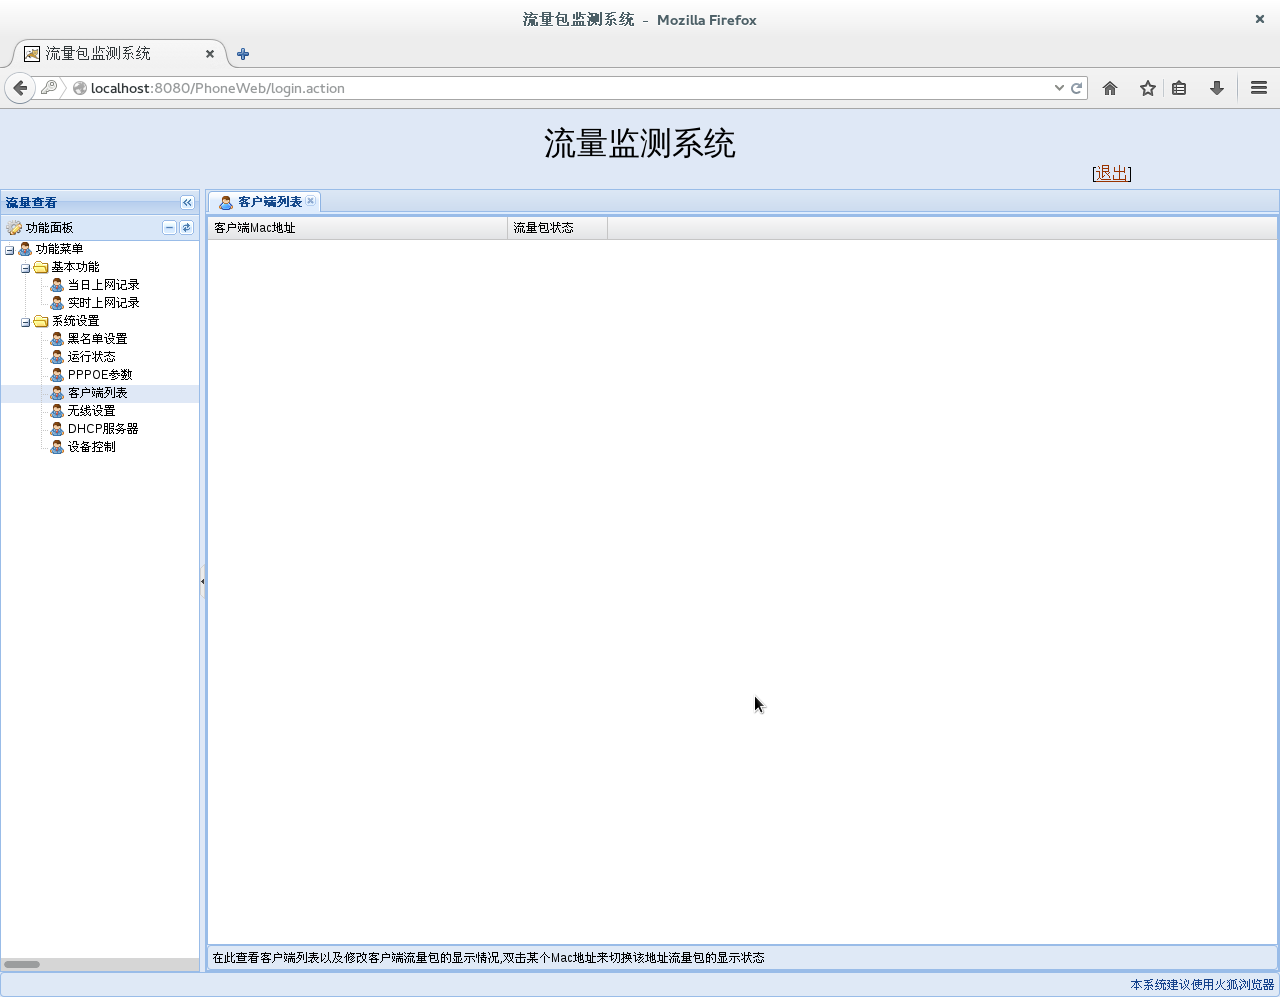 流量包监测系统 - Mozilla Firefox
流量包监测系统
localhost:8080/PhoneWeb/login.action
流量监测系统
[退出]
流量查看
客户端列表
功能面板
客户端Mac地址 流量包状态
功能菜单
基本功能
当日上网记录
实时上网记录
系统设置
黑名单设置
运行状态
PPPOE参数
客户端列表
无线设置
DHCP服务器
设备控制
在此查看客户端列表以及修改客户端流量包的显示情况,双击某个Mac地址来切换该地址流量包的显示状态
本系统建议使用火狐浏览器